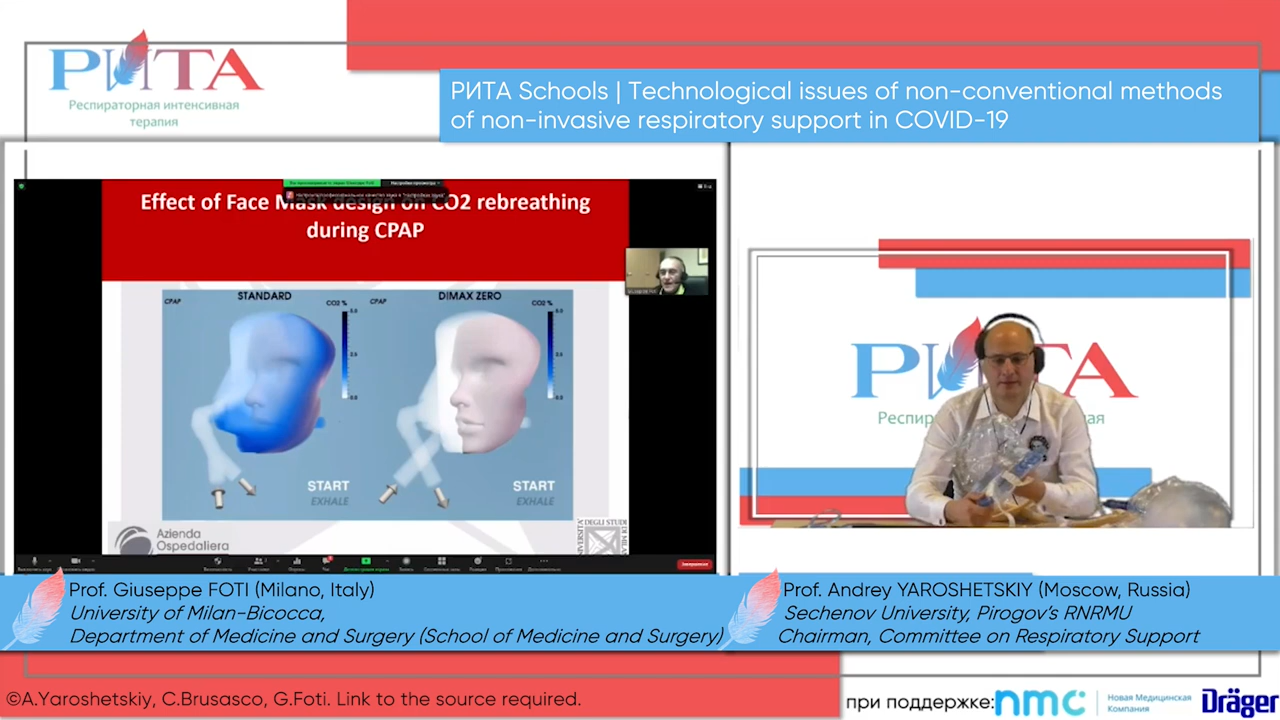 РИТА
Респираторная интенсивная
терапия
РИТА Schools | Technological issues of non-conventional methods
of non-invasive respiratory support in COVID-19
Effect of Face Mask design on CO2 rebreathing
during CPAP
CPAP
STANDARD
CO2 %
CPAP
DIMAX ZERO
CO2 %
START
EXHALE
START
EXHALE
Azienda
Ospedaliera
DEGLI STUDI
РИТА
Prof. Giuseppe FOTI (Milano, Italy)
University of Milan-Bicocca,
Department of Medicine and Surgery (School of Medicine and Surgery)
Prof. Andrey YAROSHETSKIY (Moscow, Russia)
Sechenov University, Pirogov's RNRMU
Chairman, Committee on Respiratory Support
©A.Yaroshetskiy, C.Brusasco, G.Foti. Link to the source required.
при поддержке:
nmc
Новая Медицинская
Компания
Dräger